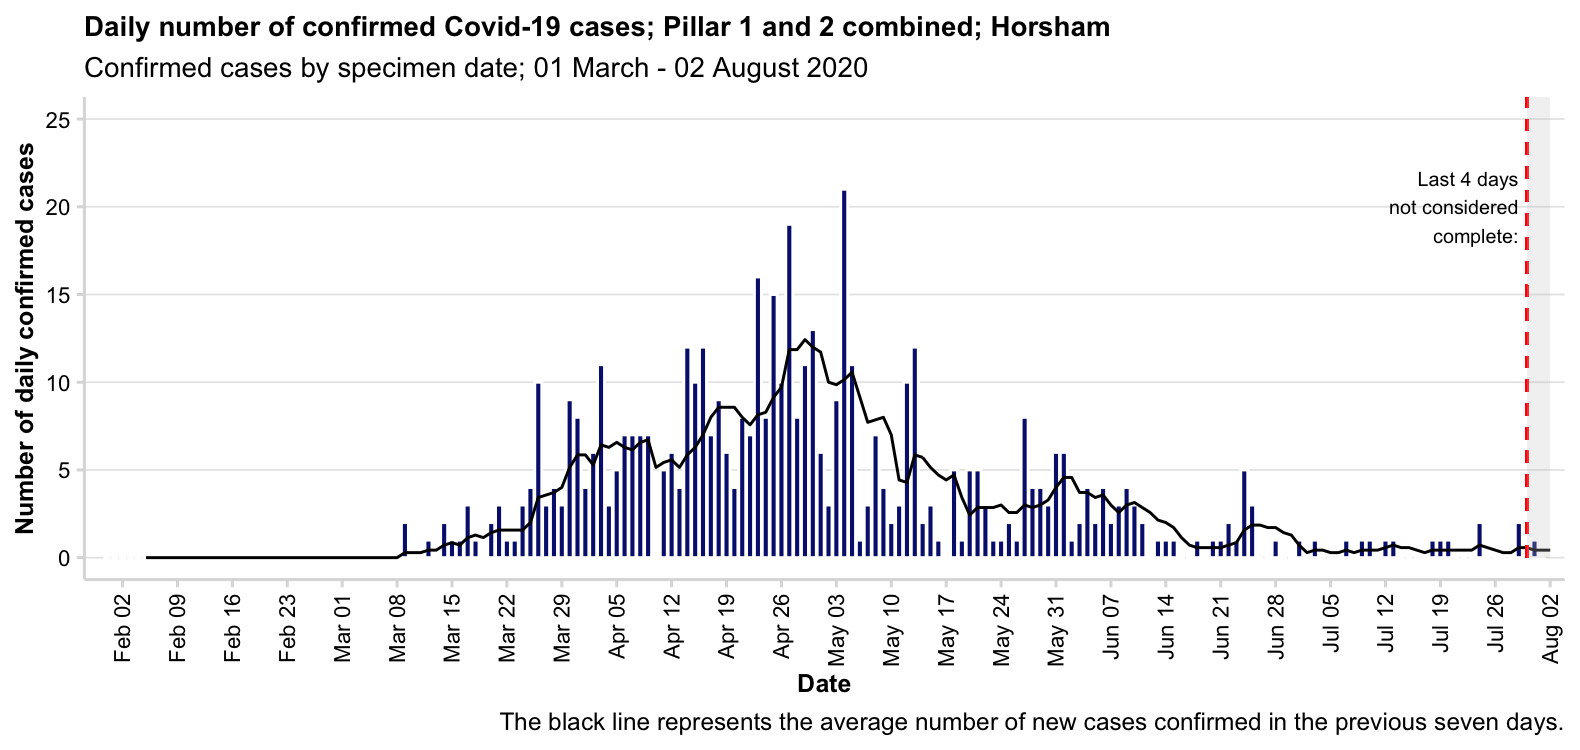 Daily number of confirmed Covid-19 cases; Pillar 1 and 2 combined; Horsham
Confirmed cases by specimen date; 01 March - 02 August 2020
Number of daily confirmed cases
25
20
15
10
5
0
Last 4 days
not considered
complete:
Feb 02
Feb 09
Feb 16
Feb 23
Mar 01
Mar 08
Mar 15
Mar 22
Mar 29
Apr 05
Apr 12
Apr 19
Apr 26
May 03
May 10
May 17
May 24
May 31
Jun 07
Jun 14
Jun 21
Jun 28
Jul 05
Jul 12
Jul 19
Jul 26
Aug 02
Date
The black line represents the average number of new cases confirmed in the previous seven days.